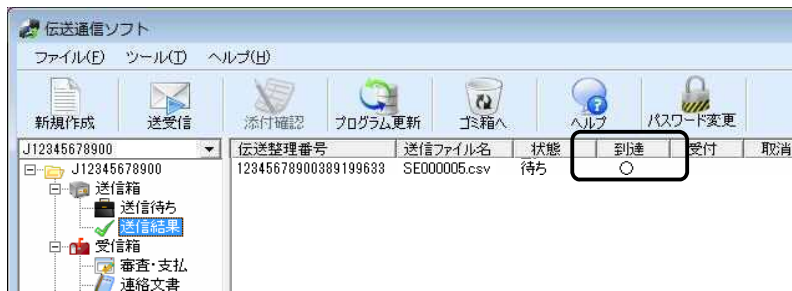 伝送通信ソフト
ファイル(F) ツール(T) ヘルプ(H)
新規作成 送受信 添付確認 プログラム更新 ゴミ箱へ ヘルプ パスワード変更
J12345678900 伝送整理番号 送信ファイル名 状態 到達 受付 取消
J12345678900 12345678900389199633 SE000005.csv 待ち ○
送信箱
送信待ち
送信結果
受信箱
審査・支払
連絡文書